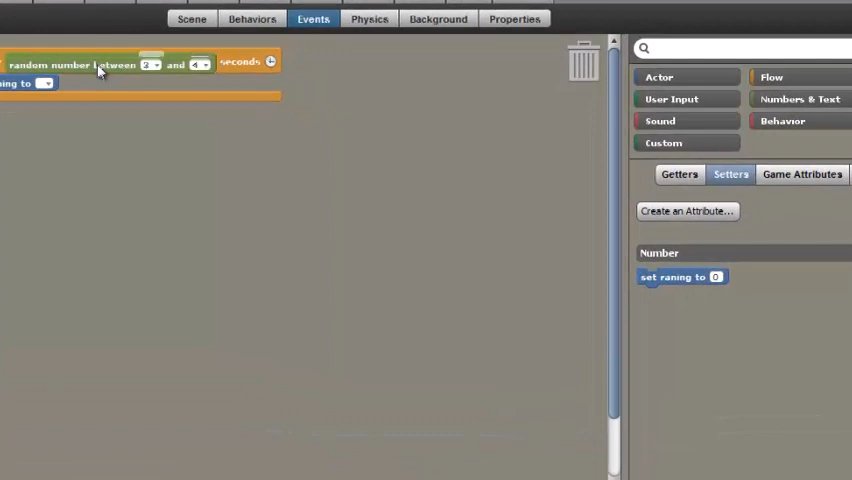 Scene Behaviors Events Physics Background Properties
random number between 2 and 4 seconds
ning to
Actor Flow
User Input Numbers & Text
Sound Behavior
Custom
Getters Setters Game Attributes
Create an Attribute...
Number
set raning to 0